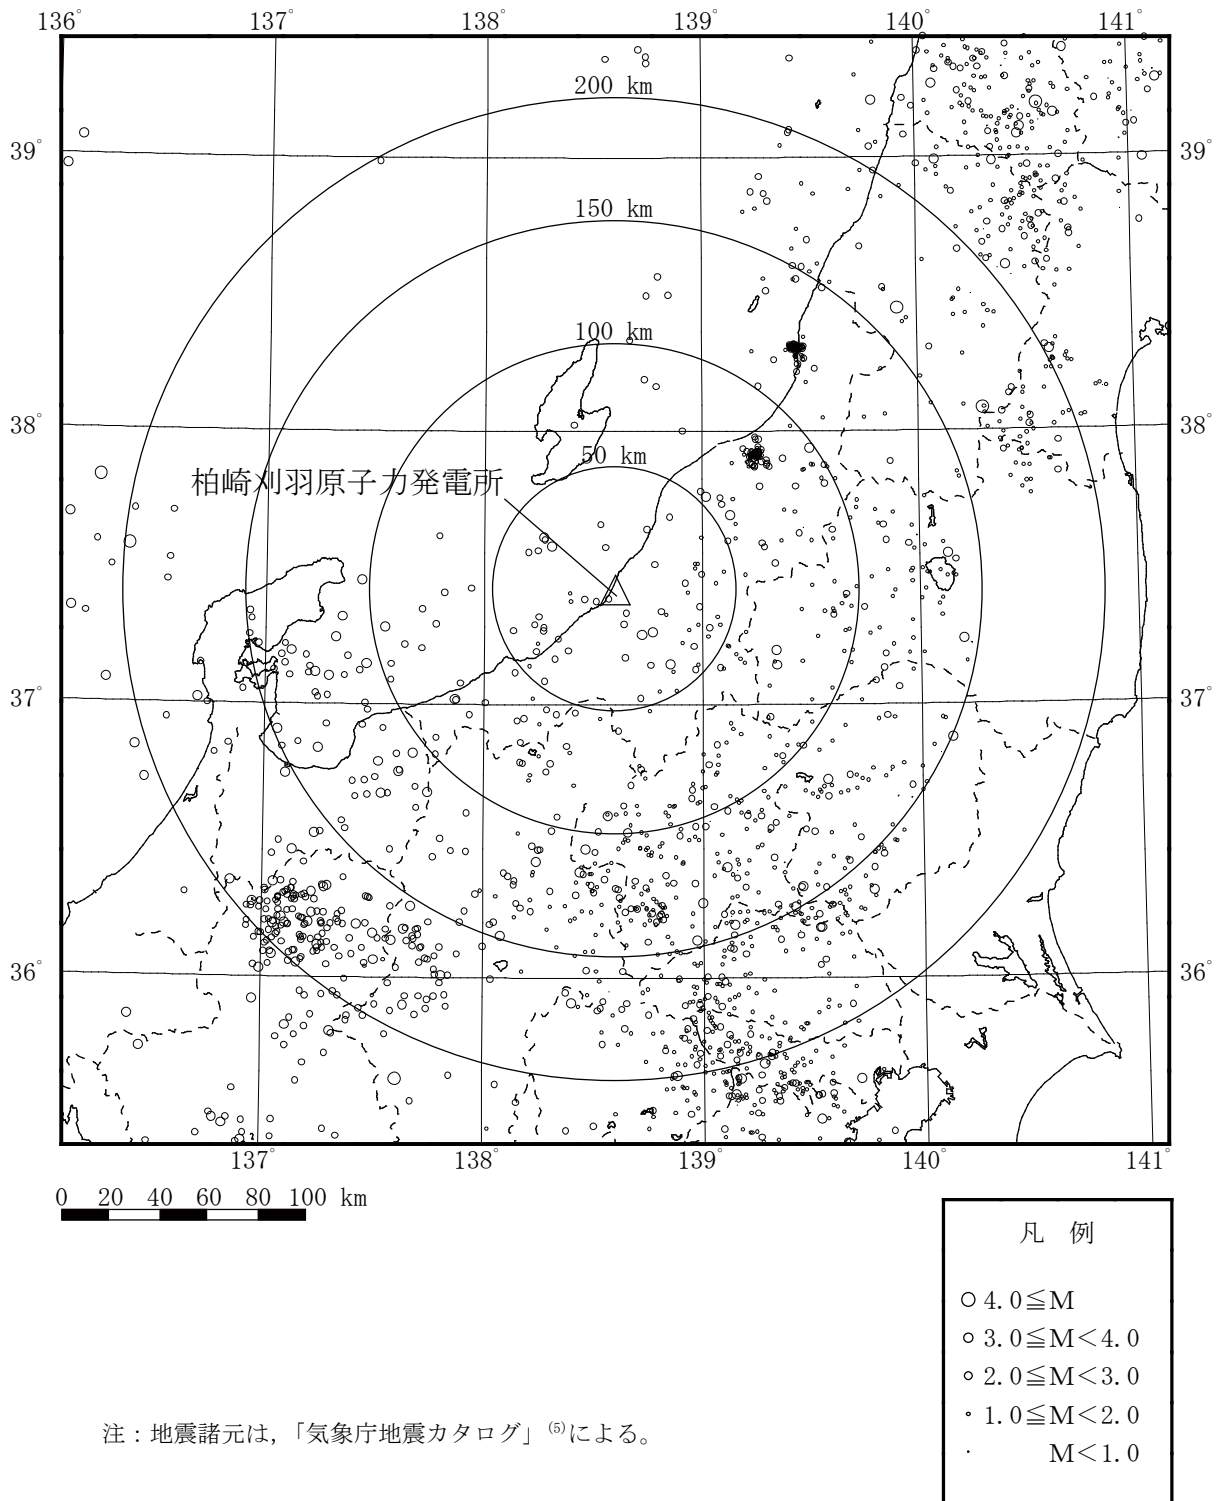 136° 137° 138° 139° 140° 141°
200 km
39° 39°
150 km
100 km
38° 38°
50 km
柏崎刈羽原子力発電所
37° 37°
36° 36°
137° 138° 139° 140° 141°
0 20 40 60 80 100 km
凡 例
4.0≦M
3.0≦M<4.0
2.0≦M<3.0
1.0≦M<2.0
M<1.0
注:地震諸元は,「気象庁地震カタログ」(5)による。